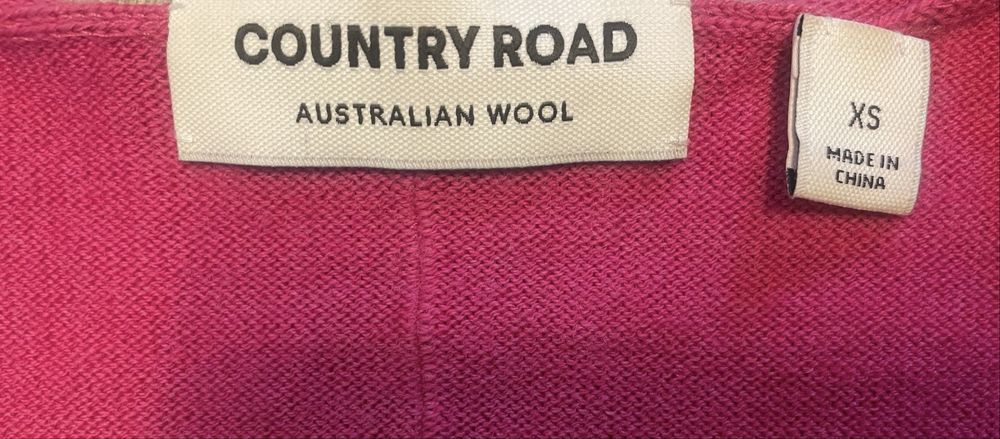 COUNTRY ROAD
AUSTRALIAN WOOL
XS
MADE IN
CHINA